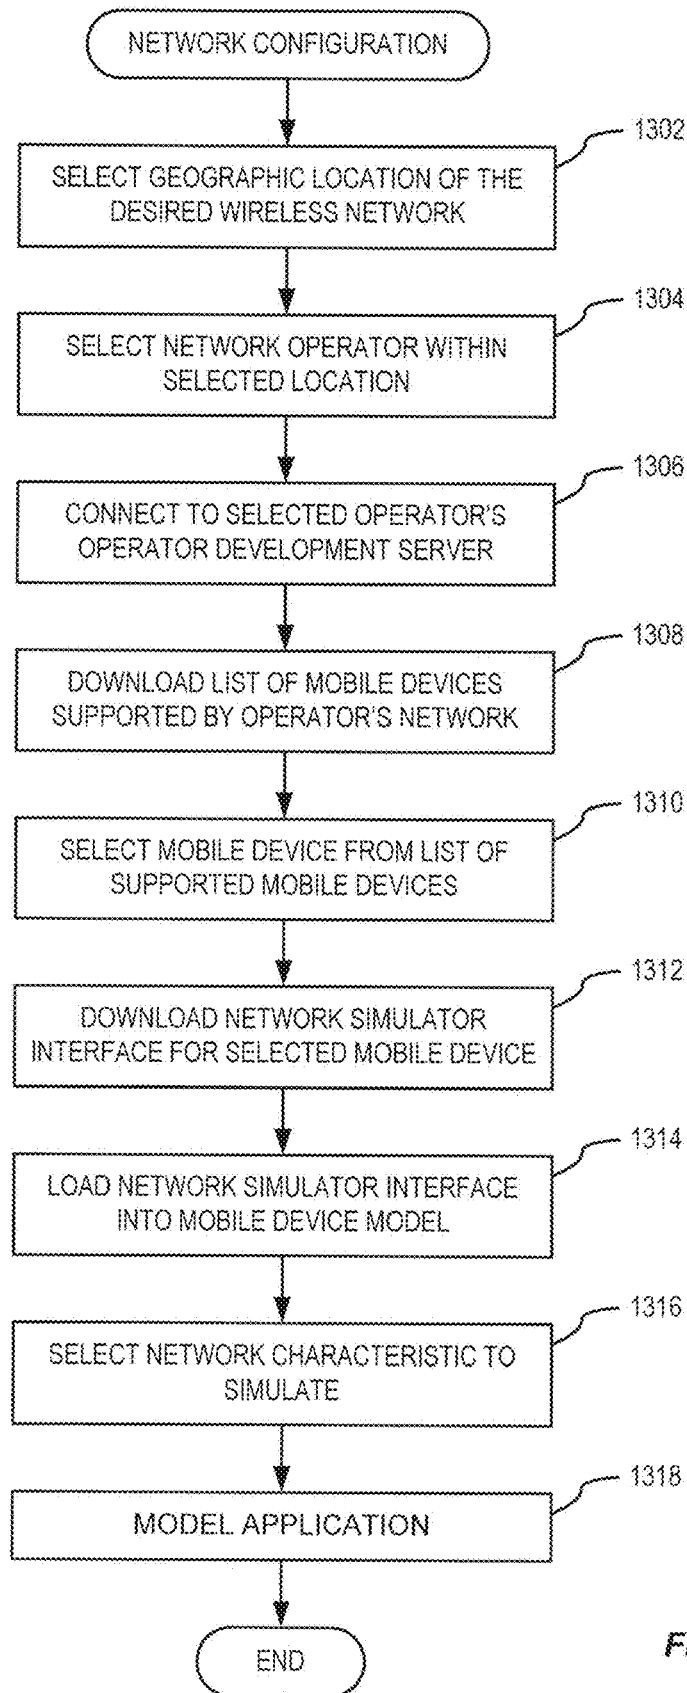 NETWORK CONFIGURATION
1302
SELECT GEOGRAPHIC LOCATION OF THE
DESIRED WIRELESS NETWORK
1304
SELECT NETWORK OPERATOR WITHIN
SELECTED LOCATION
1306
CONNECT TO SELECTED OPERATOR'S
OPERATOR DEVELOPMENT SERVER
1308
DOWNLOAD LIST OF MOBILE DEVICES
SUPPORTED BY OPERATOR'S NETWORK
1310
SELECT MOBILE DEVICE FROM LIST OF
SUPPORTED MOBILE DEVICES
1312
DOWNLOAD NETWORK SIMULATOR
INTERFACE FOR SELECTED MOBILE DEVICE
1314
LOAD NETWORK SIMULATOR INTERFACE
INTO MOBILE DEVICE MODEL
1316
SELECT NETWORK CHARACTERISTIC TO
SIMULATE
1318
MODEL APPLICATION
END